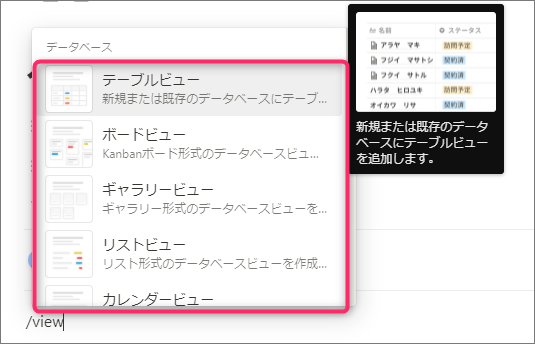 データベース
テーブルビュー
新規または既存のデータベースにテーブ...
ボードビュー
Kanbanボード形式のデータベースビュ...
ギャラリービュー
ギャラリー形式のデータベースビューを...
リストビュー
リスト形式のデータベースビューを作成...
カレンダービュー
/view
Aa 名前 ステータス
アラヤ マキ 訪問予定
フジイ マサトシ 契約済
フクイ サトル 契約済
ハラタ ヒロユキ 訪問予定
オイカワ リサ 契約済
新規または既存のデータ
ベースにテーブルビュー
を追加します。